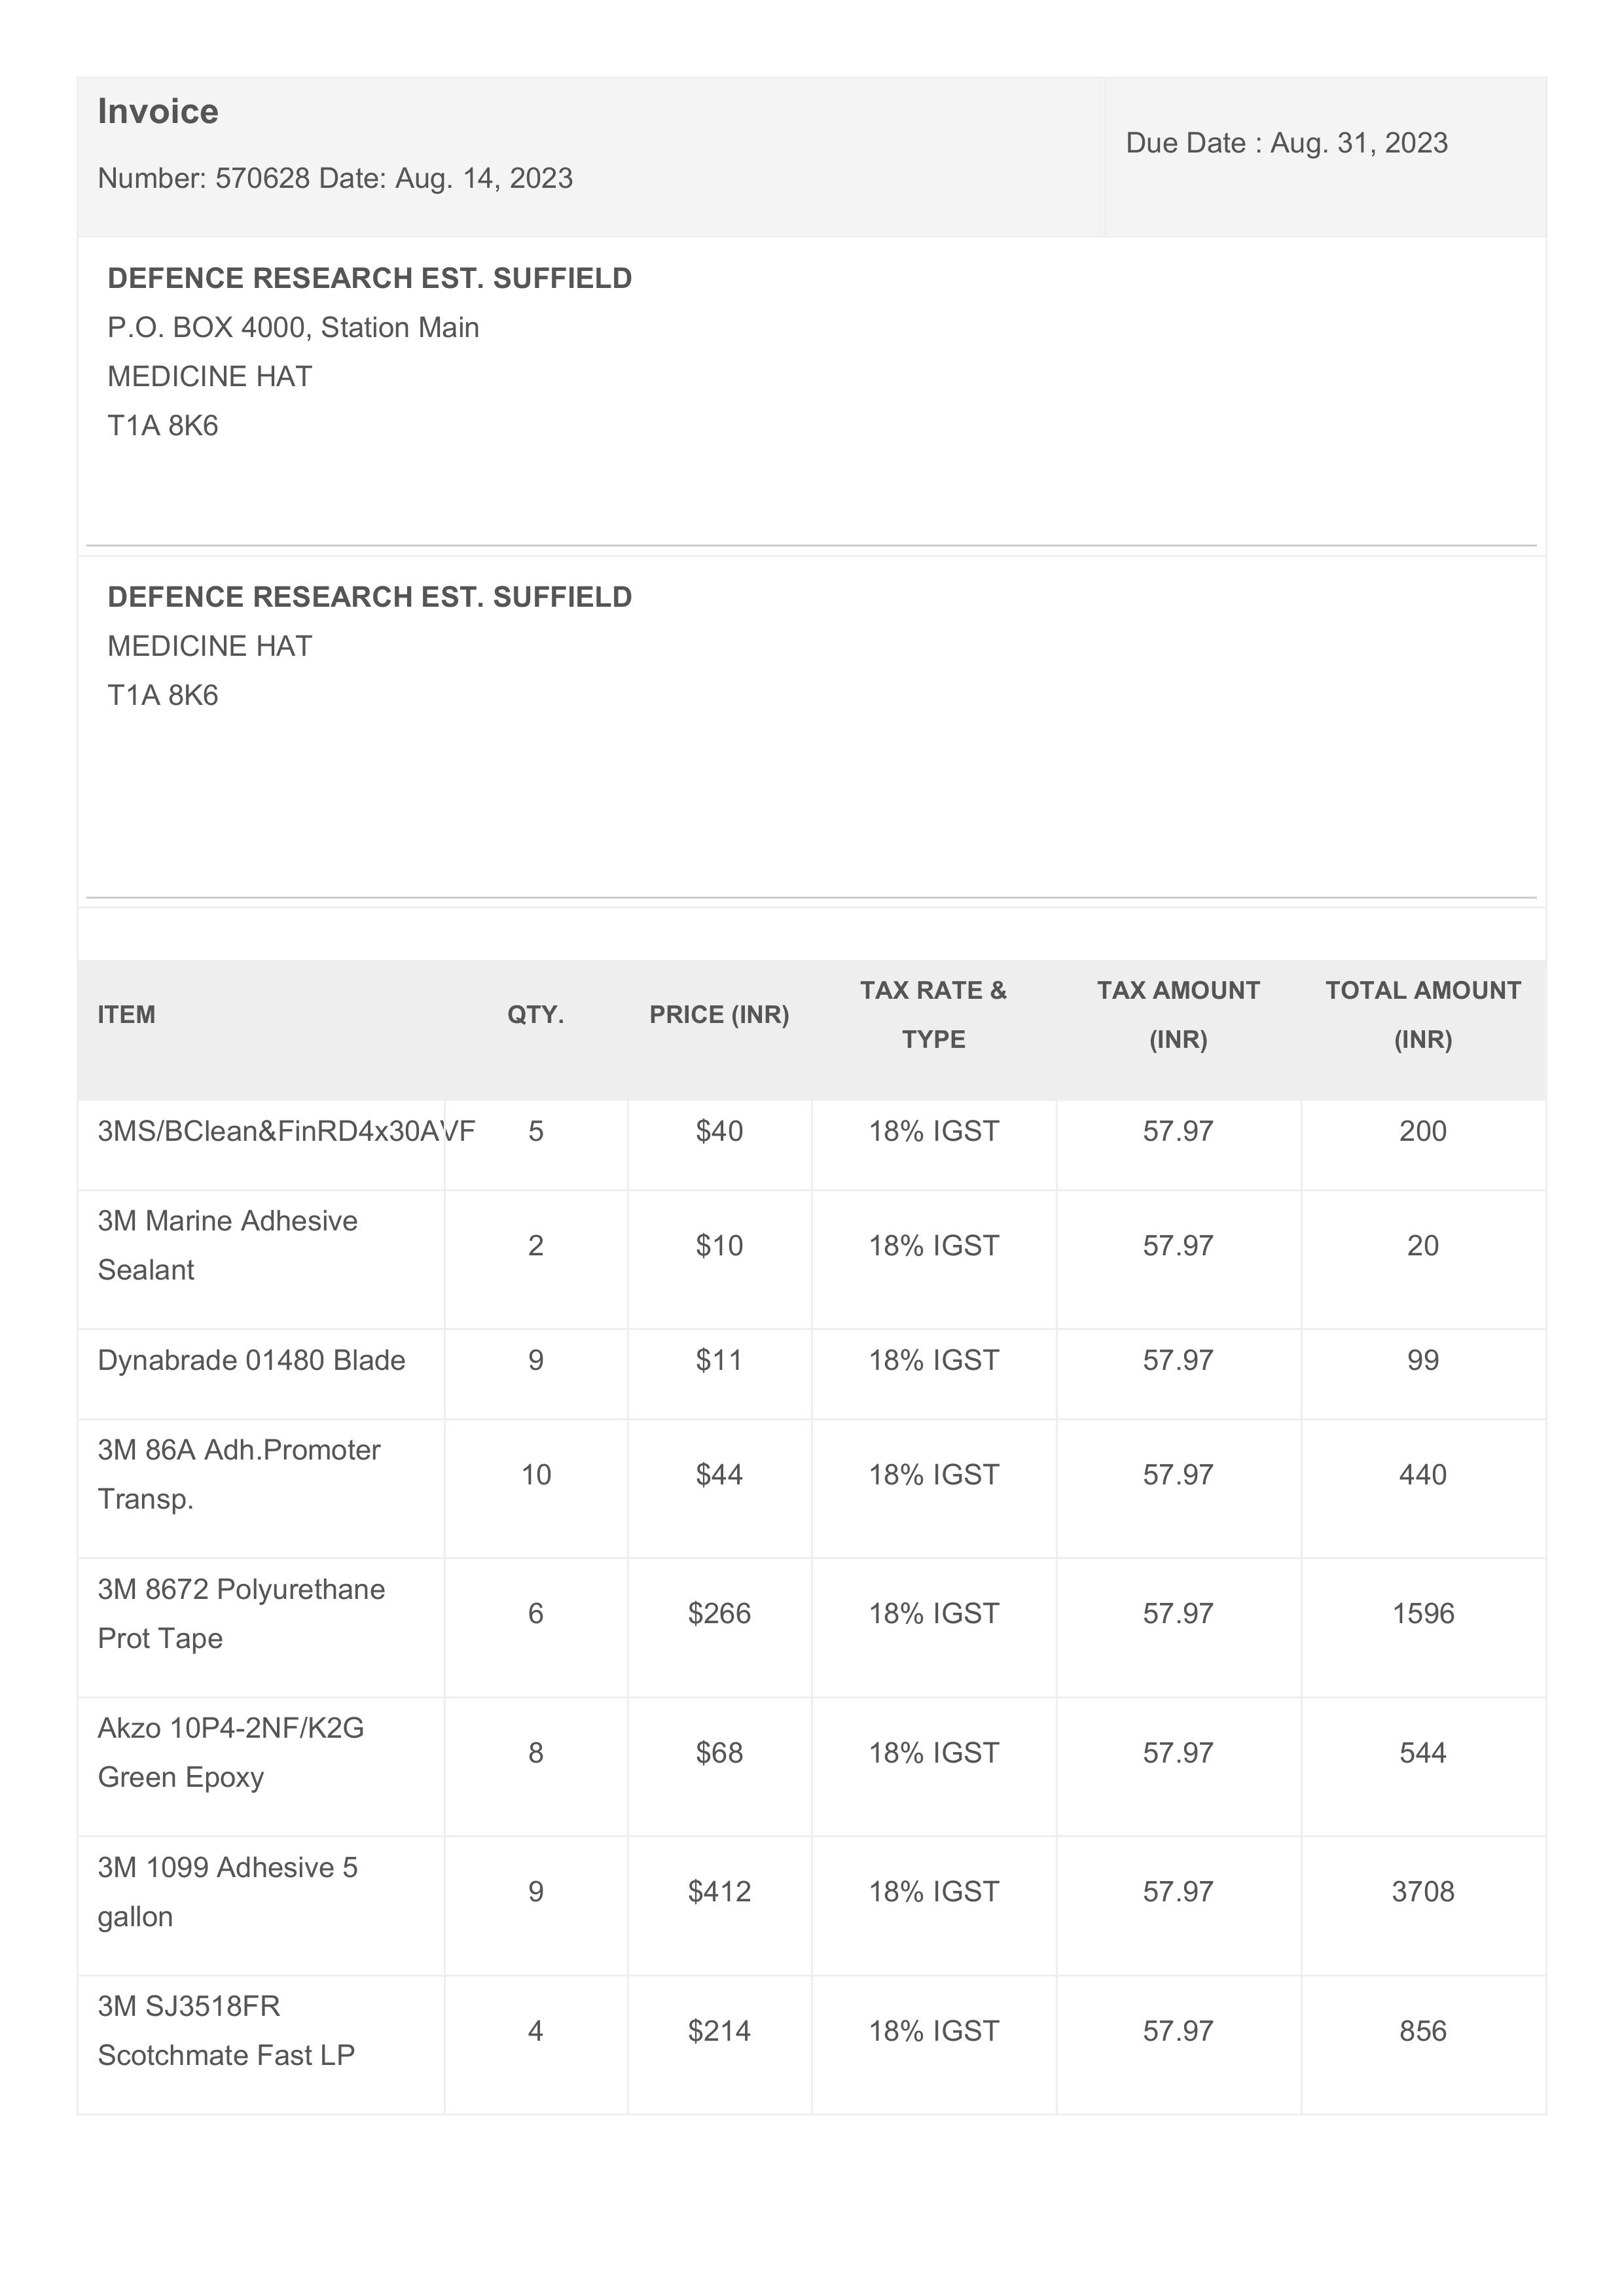 Invoice
Number: 570628 Date: Aug. 14, 2023
Due Date : Aug. 31, 2023
DEFENCE RESEARCH EST. SUFFIELD
P.O. BOX 4000, Station Main
MEDICINE HAT
T1A 8K6
DEFENCE RESEARCH EST. SUFFIELD
MEDICINE HAT
T1A 8K6
ITEM QTY. PRICE (INR) TAX RATE & TYPE TAX AMOUNT (INR) TOTAL AMOUNT (INR)
3MS/BClean&FinRD4x30AVF 5 $40 18% IGST 57.97 200
3M Marine Adhesive
Sealant 2 $10 18% IGST 57.97 20
Dynabrade 01480 Blade 9 $11 18% IGST 57.97 99
3M 86A Adh.Promoter
Transp. 10 $44 18% IGST 57.97 440
3M 8672 Polyurethane
Prot Tape 6 $266 18% IGST 57.97 1596
Akzo 10P4-2NF/K2G
Green Epoxy 8 $68 18% IGST 57.97 544
3M 1099 Adhesive 5
gallon 9 $412 18% IGST 57.97 3708
3M SJ3518FR
Scotchmate Fast LP 4 $214 18% IGST 57.97 856